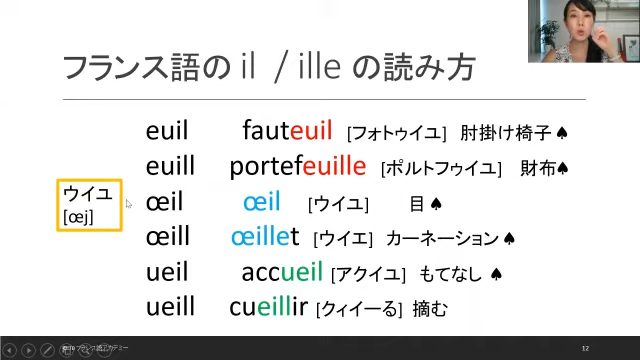 フランス語の il / ille の読み方
euil fauteuil [フォトゥイユ] 肘掛け椅子♠
euill portefeuille [ポルトフゥイユ] 財布♠
ウイユ
[œj]
œil œil [ウイユ] 目♠
œill œillet [ウイエ] カーネーション♠
ueil accueil [アクイユ] もてなし♠
ueill cueillir [クィイーる] 摘む
12